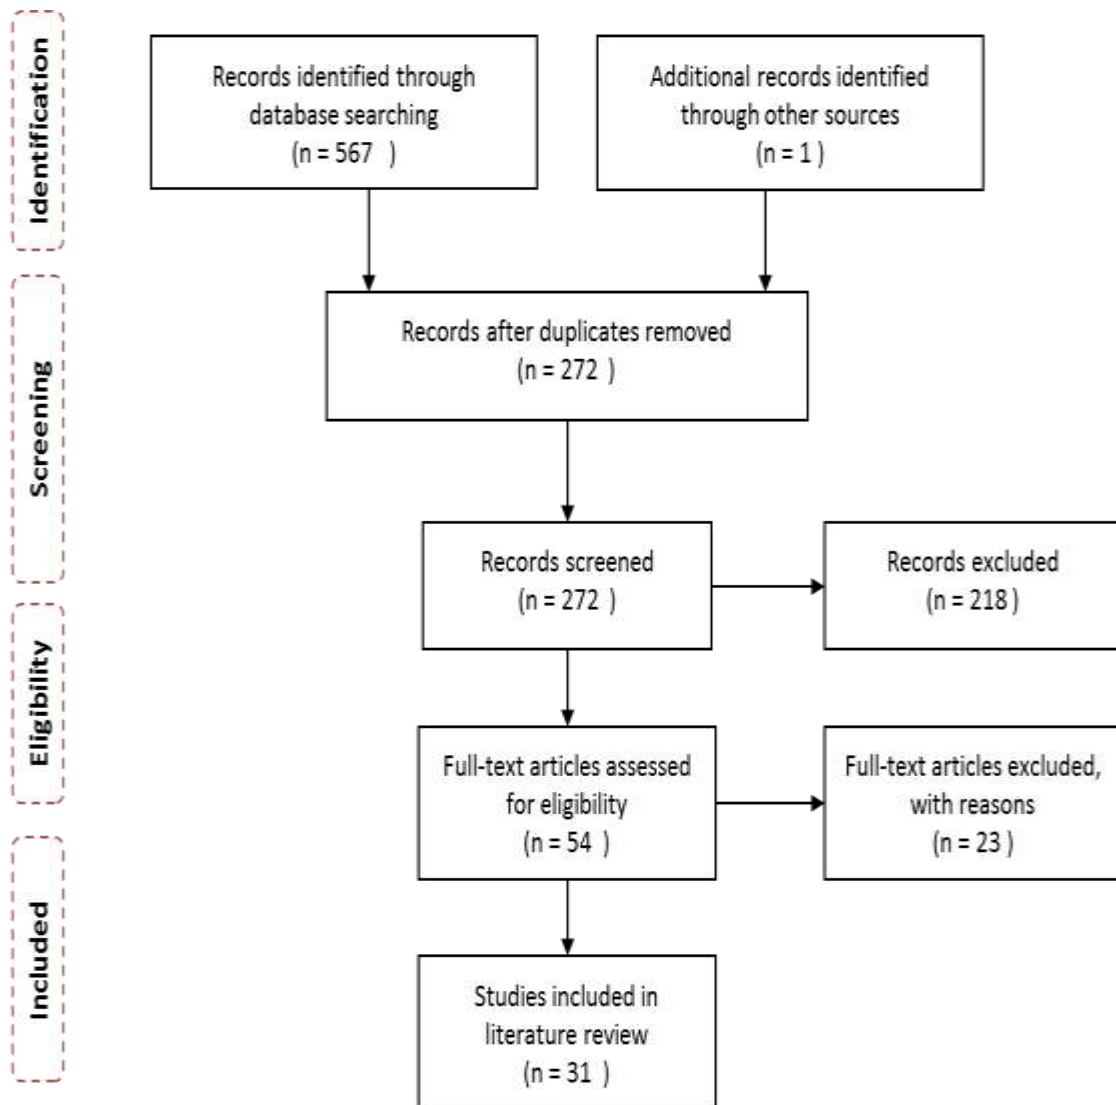 Identification
Records identified through
database searching
(n = 567  )
Additional records identified
through other sources
(n = 1 )
Screening
Records after duplicates removed
(n = 272  )
Records screened
(n = 272  )
Records excluded
(n = 218 )
Eligibility
Full-text articles assessed
for eligibility
(n = 54  )
Full-text articles excluded,
with reasons
(n = 23 )
Included
Studies included in
literature review
(n = 31  )